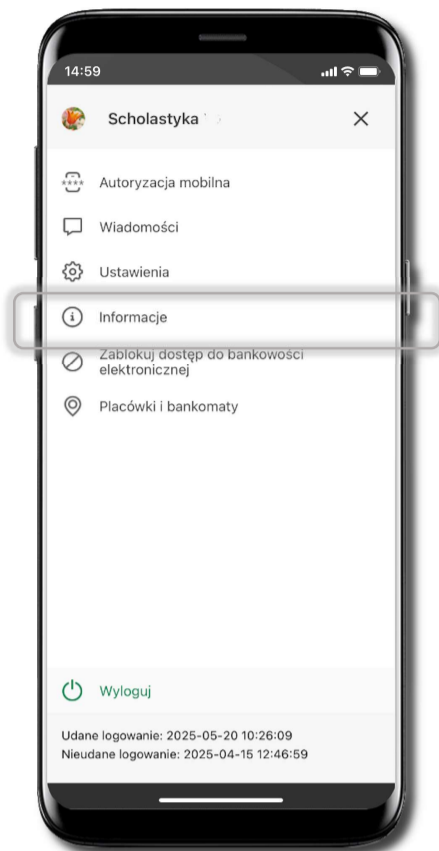 14:59
Scholastyka
Autoryzacja mobilna
Wiadomości
Ustawienia
Informacje
Zablokuj dostęp do bankowości
elektronicznej
Placówki i bankomaty
Wyloguj
Udane logowanie: 2025-05-20 10:26:09
Nieudane logowanie: 2025-04-15 12:46:59